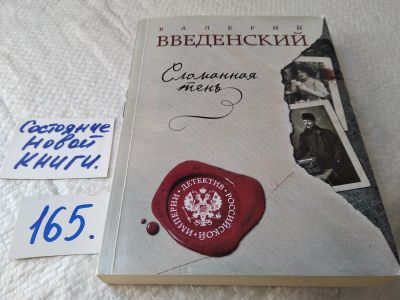 ВАЛЕРИЙ
ВВЕДЕНСКИЙ
Сломанная
тень
Состояние
новой
книги.
165.
ДЕТЕКТИВ • РОССИЙСКОЙ • ИМПЕРИИ •